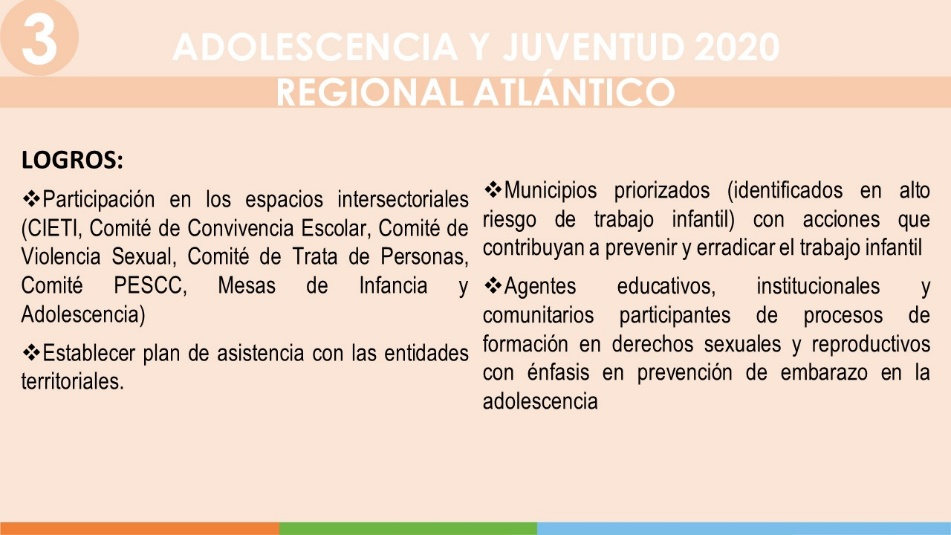 3
ADOLESCENCIA Y JUVENTUD 2020
REGIONAL ATLÁNTICO
LOGROS:
❖Participación en los espacios intersectoriales
(CIETI, Comité de Convivencia Escolar, Comité de
Violencia Sexual, Comité de Trata de Personas,
Comité PESCC, Mesas de Infancia y
Adolescencia)
❖Establecer plan de asistencia con las entidades
territoriales.
❖Municipios priorizados (identificados en alto
riesgo de trabajo infantil) con acciones que
contribuyan a prevenir y erradicar el trabajo infantil
❖Agentes educativos, institucionales y
comunitarios participantes de procesos de
formación en derechos sexuales y reproductivos
con énfasis en prevención de embarazo en la
adolescencia